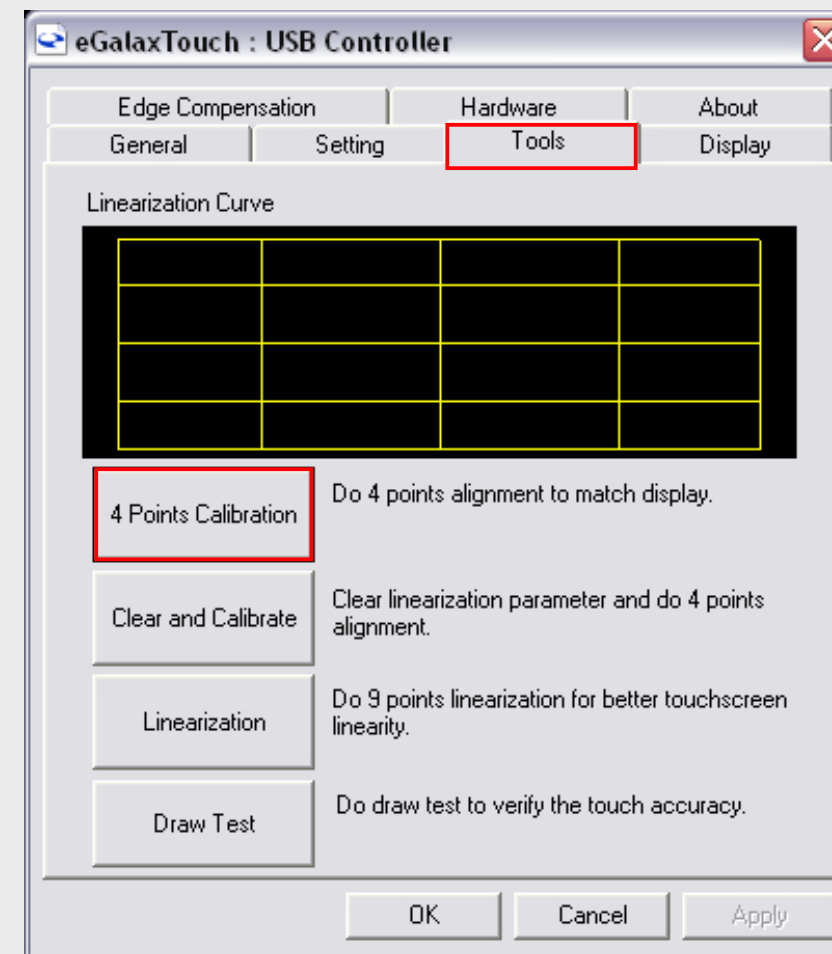 eGalaxTouch : USB Controller
Edge Compensation Hardware About
General Setting Tools Display
Linearization Curve
4 Points Calibration
Do 4 points alignment to match display.
Clear and Calibrate
Clear linearization parameter and do 4 points
alignment.
Linearization
Do 9 points linearization for better touchscreen
linearity.
Draw Test
Do draw test to verify the touch accuracy.
OK Cancel Apply